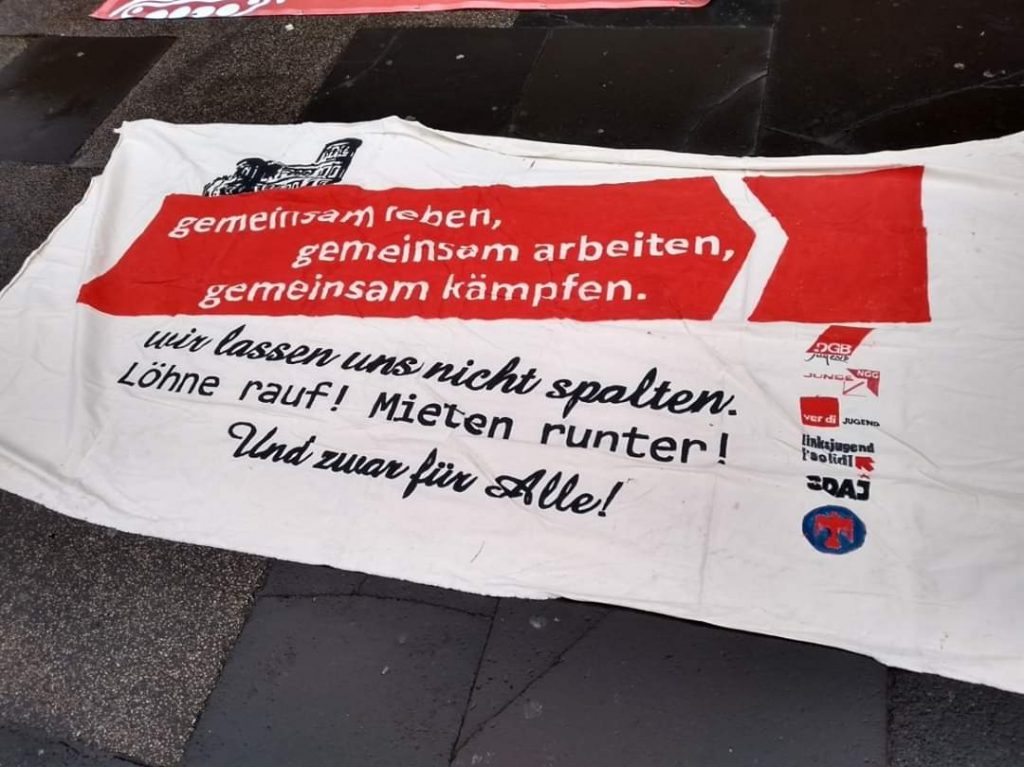 gemeinsam leben,
gemeinsam arbeiten,
gemeinsam kämpfen.
wir lassen uns nicht spalten.
Löhne rauf! Mieten runter!
Und zwar für Alle!
DGB
Jugend
JUNGE NGG
ver di JUGEND
linksjugend
['solid]
SDAJ